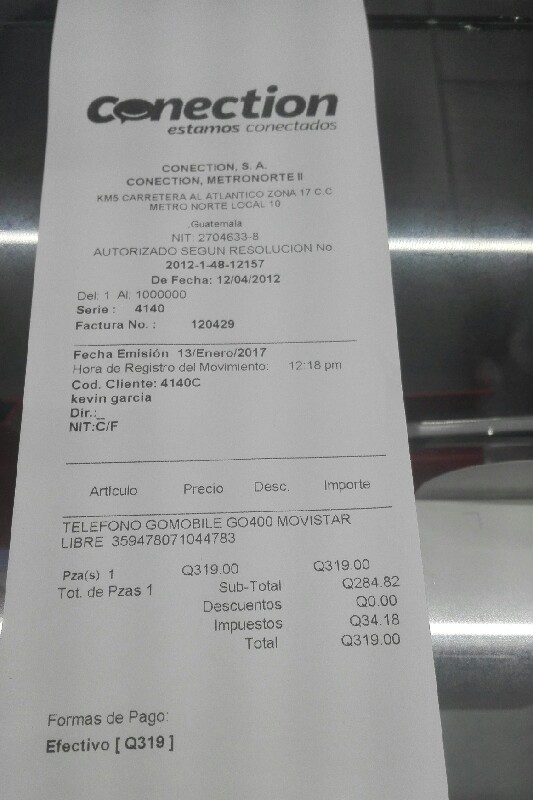 Conection
estamos conectados
CONECTION, S. A.
CONECTION, METRONORTE II
KM5 CARRETERA AL ATLANTICO ZONA 17 C.C
METRO NORTE LOCAL 10
,Guatemala
NIT: 2704633-8
AUTORIZADO SEGUN RESOLUCION No.
2012-1-48-12157
De Fecha: 12/04/2012
Del: 1 Al: 1000000
Serie : 4140
Factura No. : 120429
Fecha Emisión 13/Enero/2017
Hora de Registro del Movimiento: 12:18 pm
Cod. Cliente: 4140C
kevin garcia
Dir.:_
NIT:C/F
Articulo Precio Desc. Importe
TELEFONO GOMOBILE GO400 MOVISTAR
LIBRE 359478071044783
Pza(s) 1 Q319.00 Q319.00
Tot. de Pzas 1 Sub-Total Q284.82
Descuentos Q0.00
Impuestos Q34.18
Total Q319.00
Formas de Pago:
Efectivo [ Q319 ]